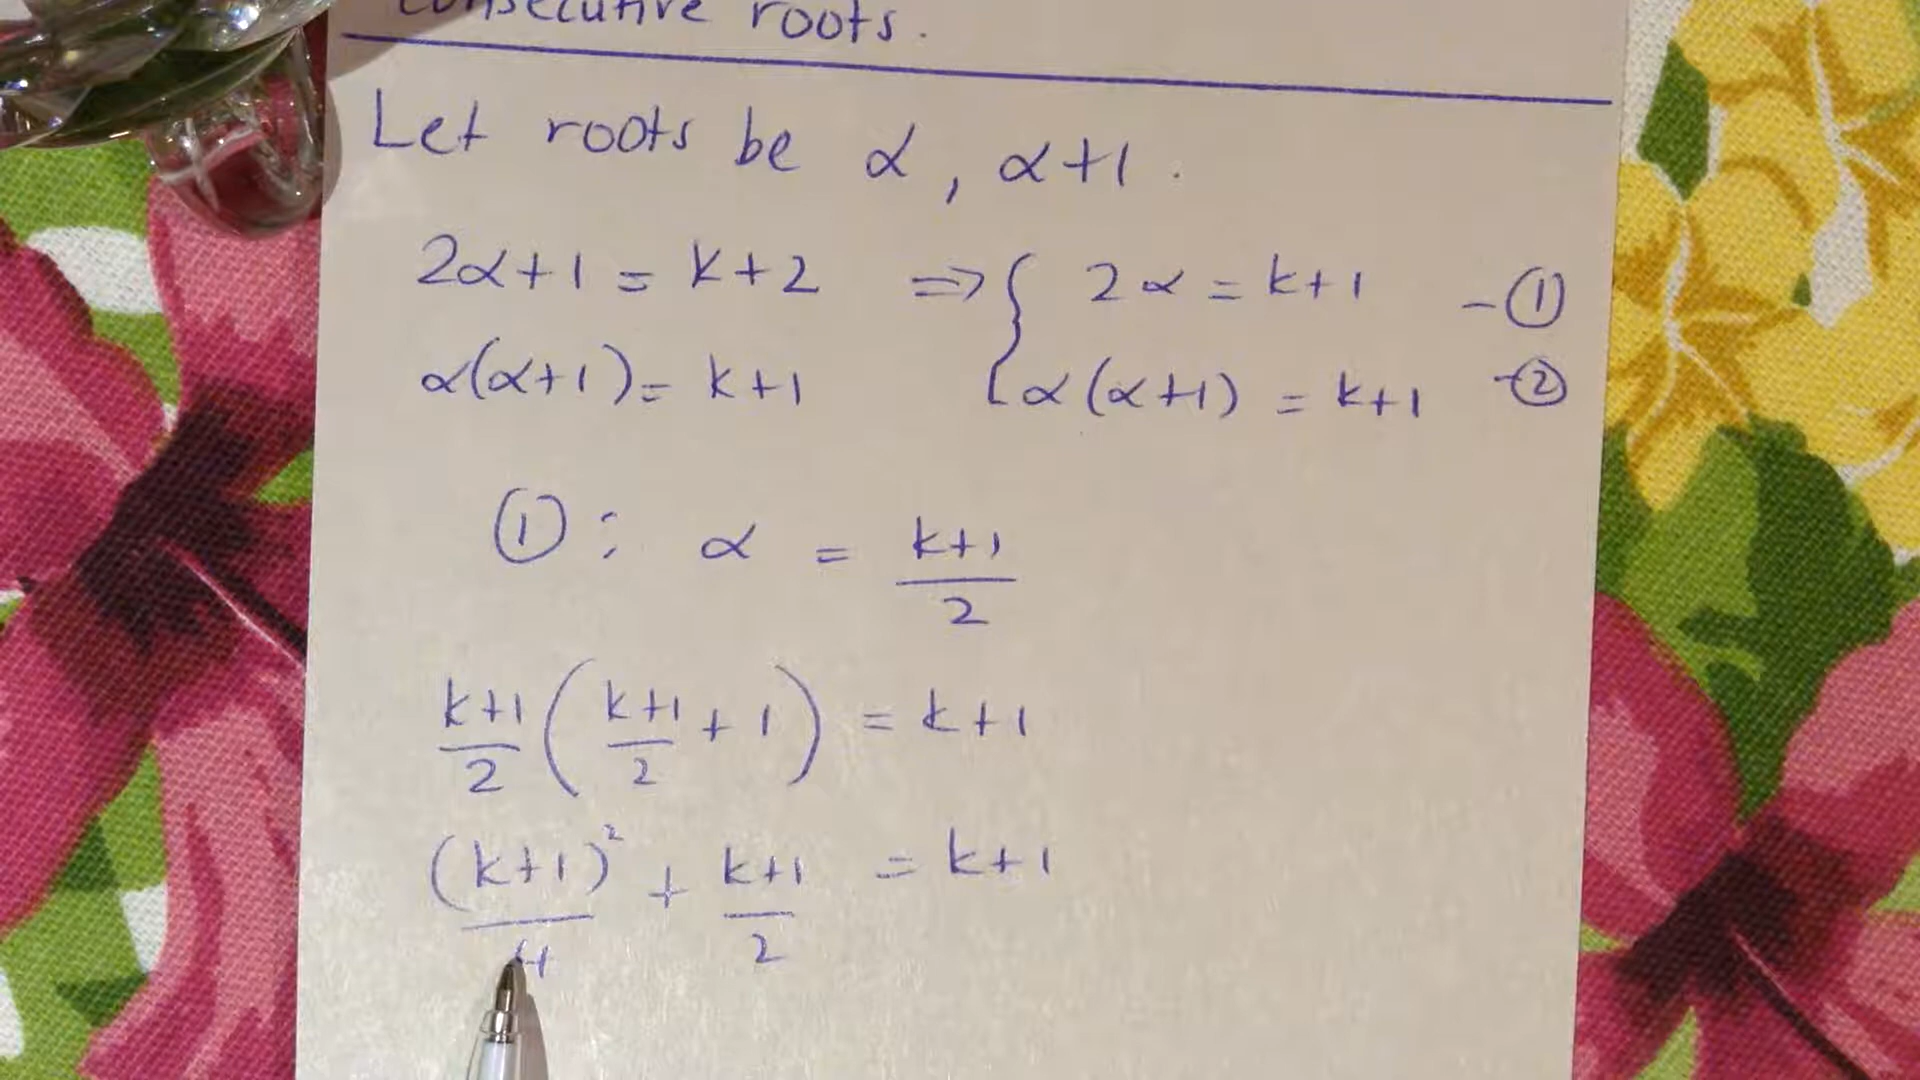 consecutive roots.
Let roots be α, α+1.
2α+1 = k+2 ⇒ { 2α = k+1 - ①
α(α+1) = k+1 α(α+1) = k+1 - ②
① : α = (k+1)/2
(k+1)/2 ((k+1)/2 + 1) = k+1
(k+1)²/4 + (k+1)/2 = k+1